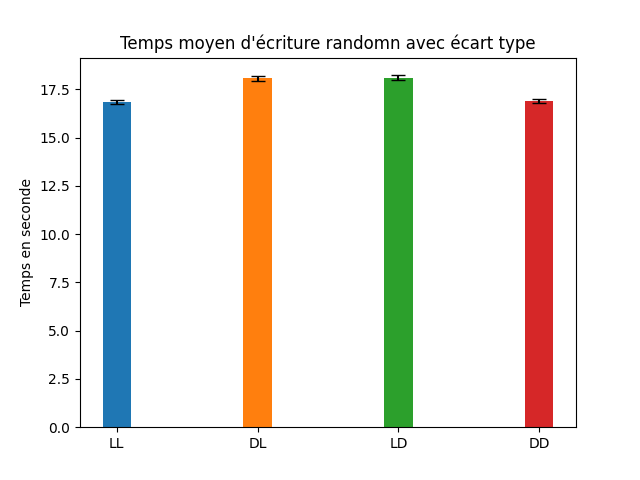 Temps moyen d'écriture randomn avec écart type
Temps en seconde
17.5
15.0
12.5
10.0
7.5
5.0
2.5
0.0
LL DL LD DD